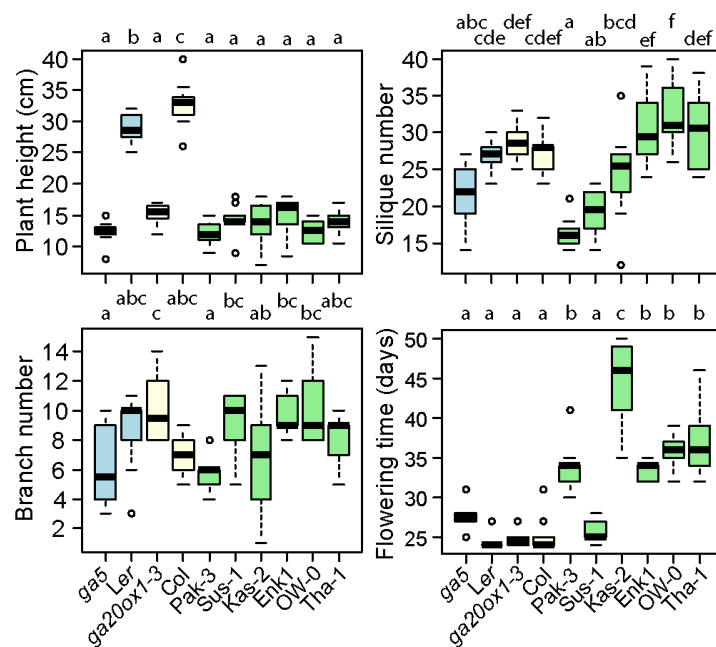 a b a c a a a a a a
Plant height (cm)
40
35
30
25
20
15
10
abc cde def cdef a ab bcd ef f def
Silique number
40
35
30
25
20
15
a abc c abc a bc ab bc bc abc
Branch number
14
12
10
8
6
4
2
ga5 Ler ga20ox1-3 Col Pak-3 Sus-1 Kas-2 Enk1 OW-0 Tha-1
a a a a b a c b b b
Flowering time (days)
50
45
40
35
30
25
ga5 Ler ga20ox1-3 Col Pak-3 Sus-1 Kas-2 Enk1 OW-0 Tha-1